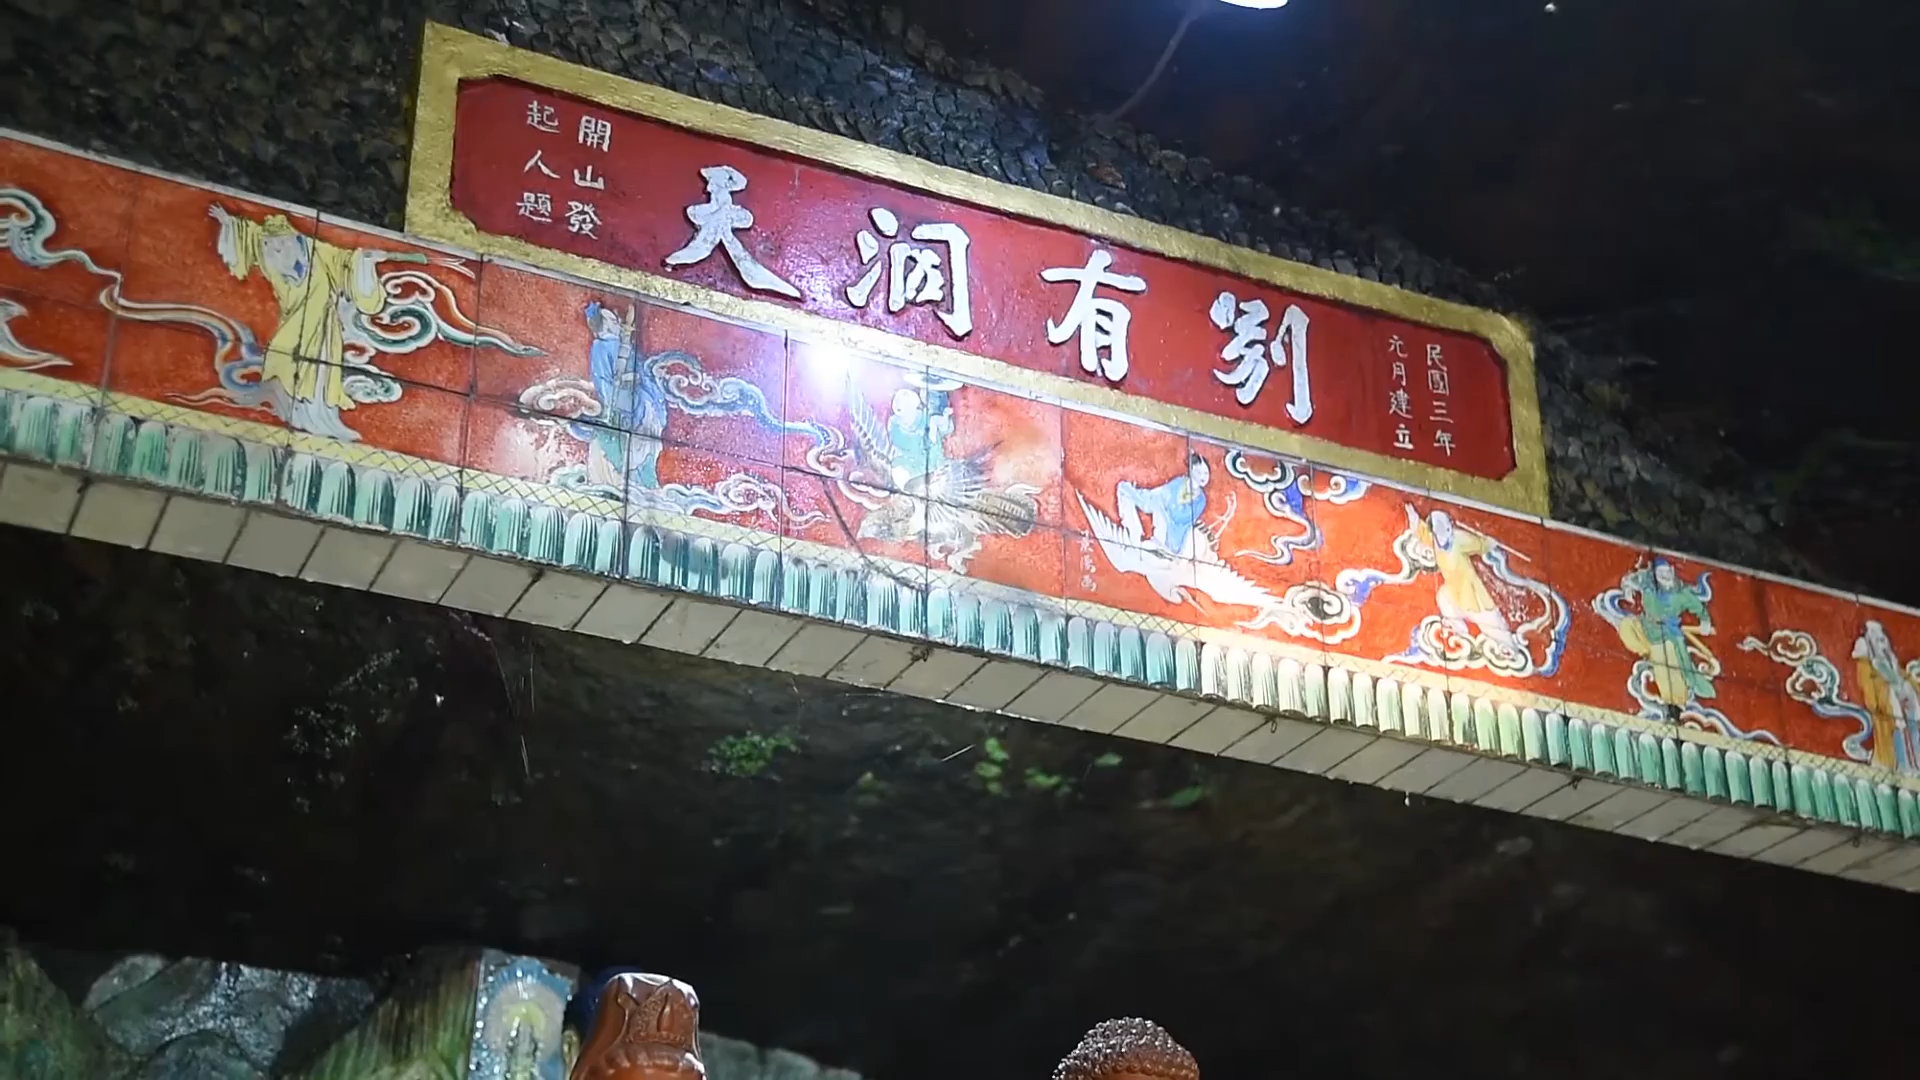 民國三年
元月建立
別有洞天
開山發
起人題